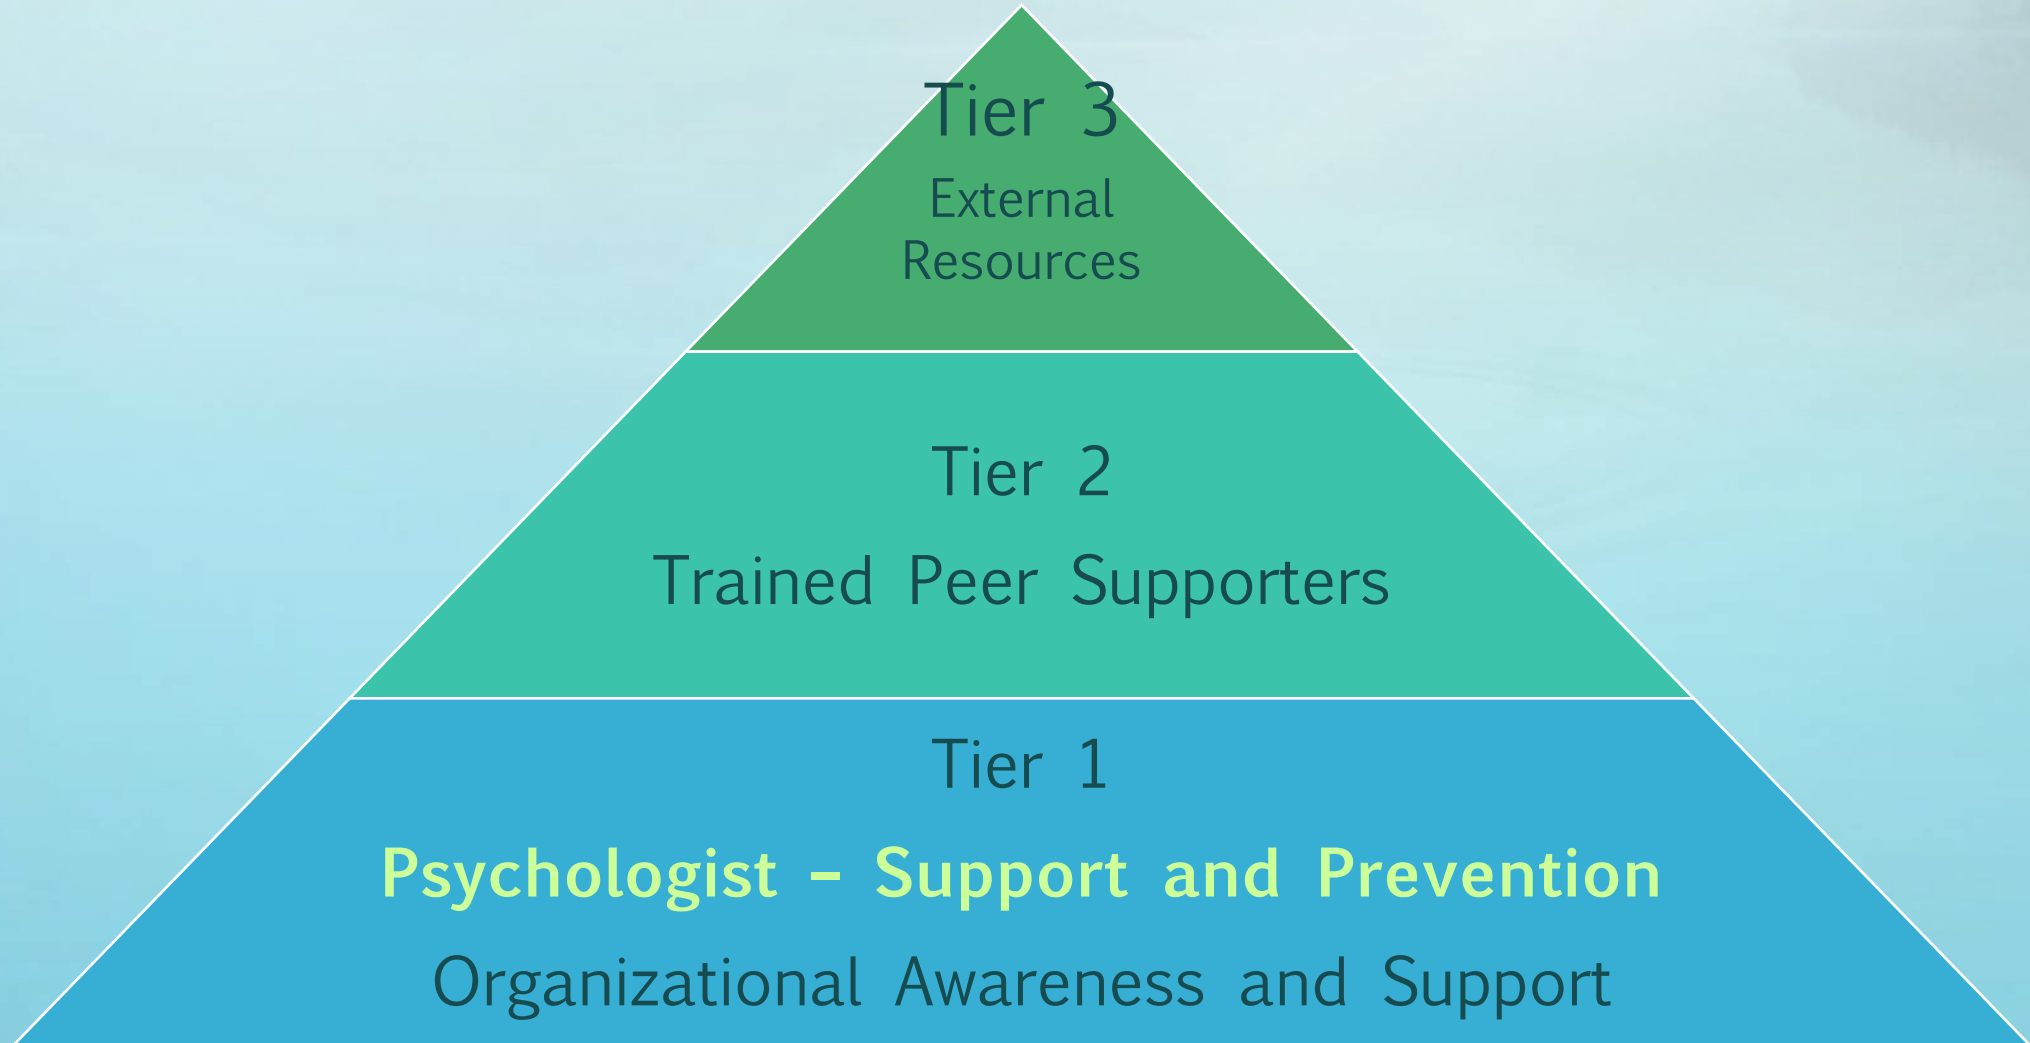 Tier 3
External
Resources
Tier 2
Trained Peer Supporters
Tier 1
Psychologist – Support and Prevention
Organizational Awareness and Support